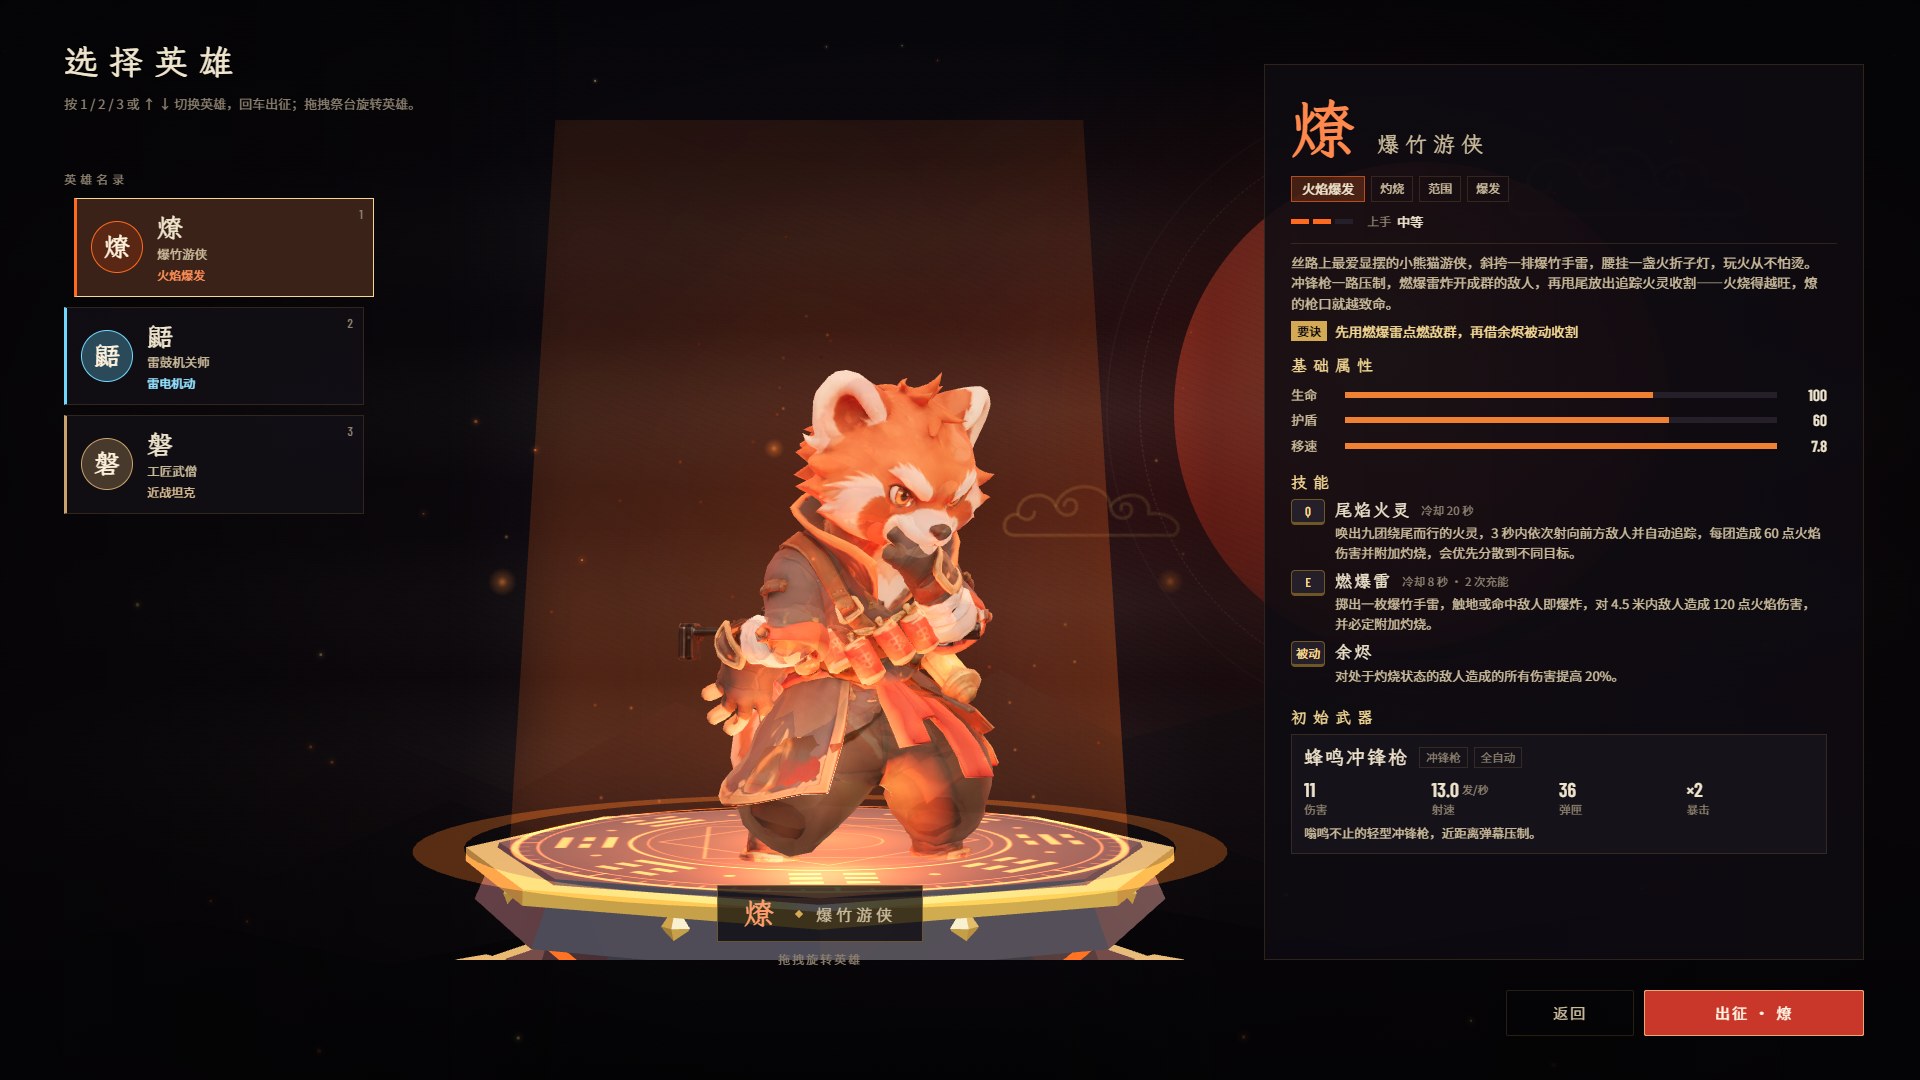 选择英雄
按 1 / 2 / 3 或 ↑ ↓ 切换英雄，回车出征；拖拽祭台旋转英雄。
英雄名录
燎
燎
爆竹游侠
火焰爆发
1
鼯
鼯
雷鼓机关师
雷电机动
2
磐
磐
工匠武僧
近战坦克
3
燎 ◆ 爆竹游侠
拖拽旋转英雄
燎 爆竹游侠
火焰爆发 灼烧 范围 爆发
上手 中等
丝路上最爱显摆的小熊猫游侠，斜挎一排爆竹手雷，腰挂一盏火折子灯，玩火从不怕烫。
冲锋枪一路压制，燃爆雷炸开成群的敌人，再甩尾放出追踪火灵收割——火烧得越旺，燎
的枪口就越致命。
要诀 先用燃爆雷点燃敌群，再借余烬被动收割
基础属性
生命 100
护盾 60
移速 7.8
技能
Q 尾焰火灵 冷却 20 秒
唤出九团绕尾而行的火灵，3 秒内依次射向前方敌人并自动追踪，每团造成 60 点火焰
伤害并附加灼烧，会优先分散到不同目标。
E 燃爆雷 冷却 8 秒 · 2 次充能
掷出一枚爆竹手雷，触地或命中敌人即爆炸，对 4.5 米内敌人造成 120 点火焰伤害，
并必定附加灼烧。
被动 余烬
对处于灼烧状态的敌人造成的所有伤害提高 20%。
初始武器
蜂鸣冲锋枪 冲锋枪 全自动
11 13.0 发/秒 36 ×2
伤害 射速 弹匣 暴击
嗡鸣不止的轻型冲锋枪，近距离弹幕压制。
返回
出征 · 燎